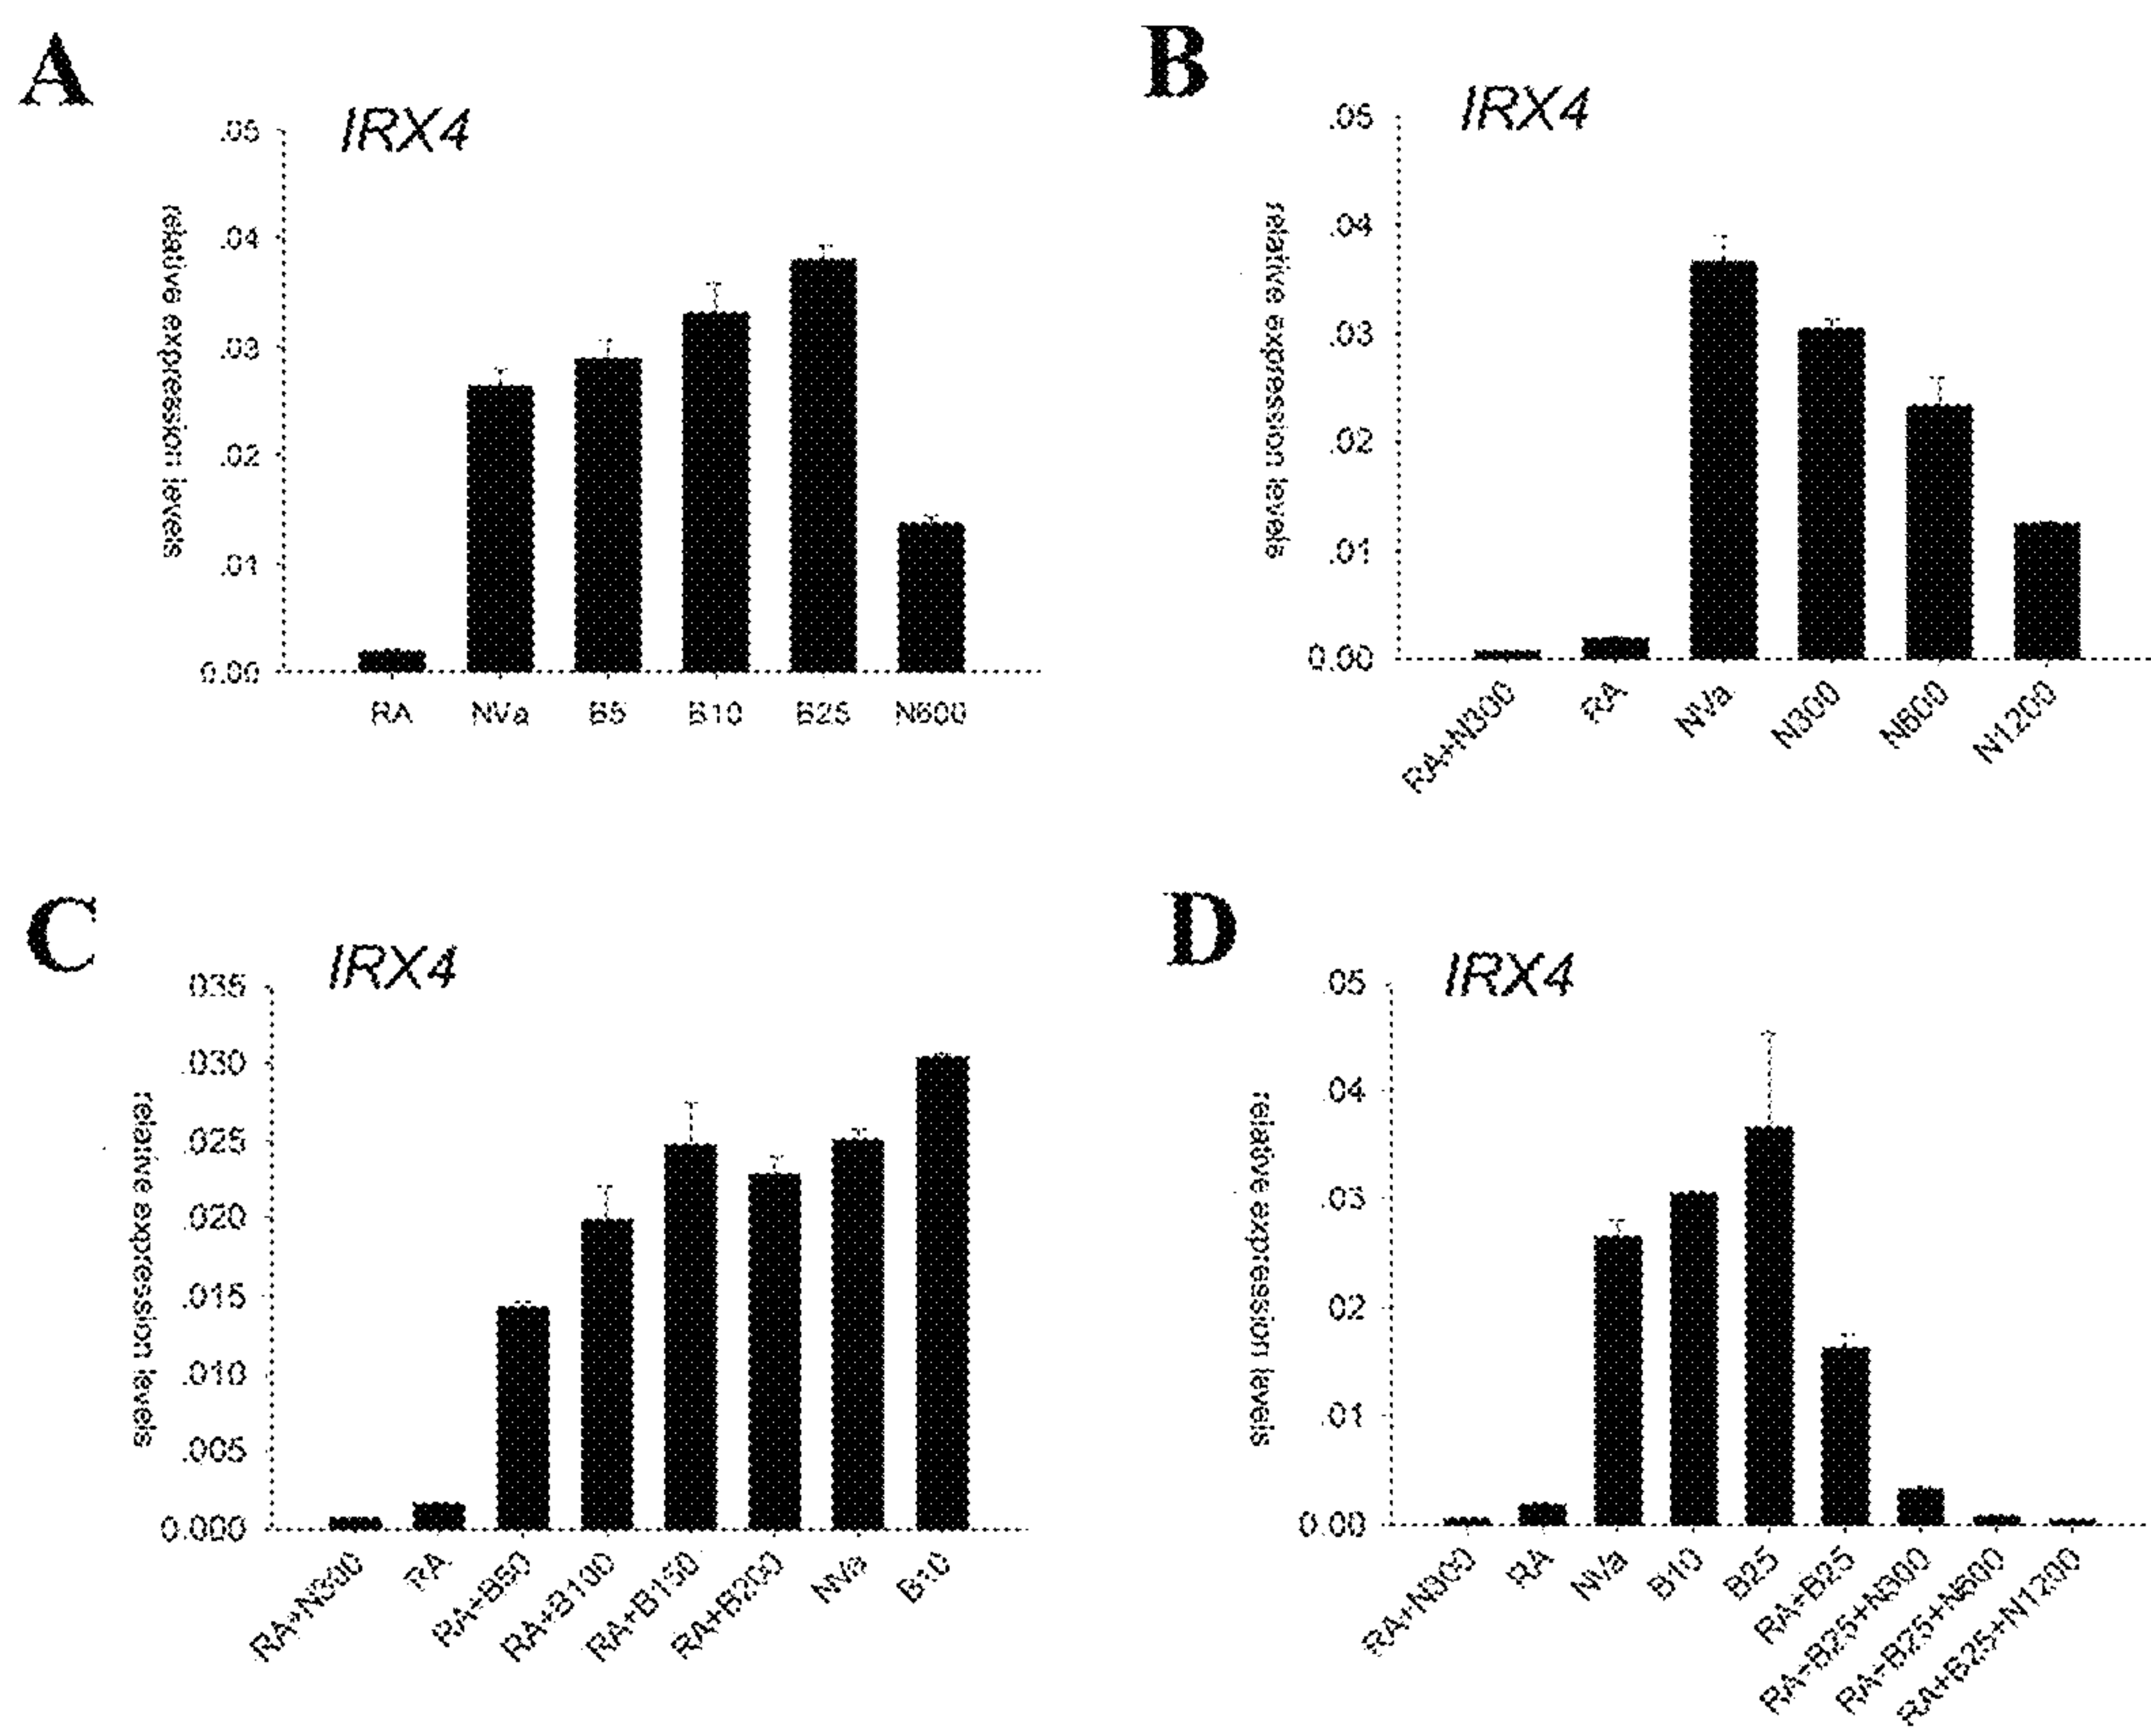 A
IRX4
relative expression levels
.05
.04
.03
.02
.01
0.00
RA NVa B5 B10 B25 N600
B
IRX4
relative expression levels
.05
.04
.03
.02
.01
0.00
RA+N300 RA NVa N300 N600 N1200
C
IRX4
relative expression levels
.035
.030
.025
.020
.015
.010
.005
0.000
RA+N300 RA RA+B50 RA+B100 RA+B150 RA+B200 NVa B10
D
IRX4
relative expression levels
.05
.04
.03
.02
.01
0.00
RA+N300 RA NVa B10 B25 RA+B25 RA+B25+N300 RA+B25+N600 RA+B25+N1200